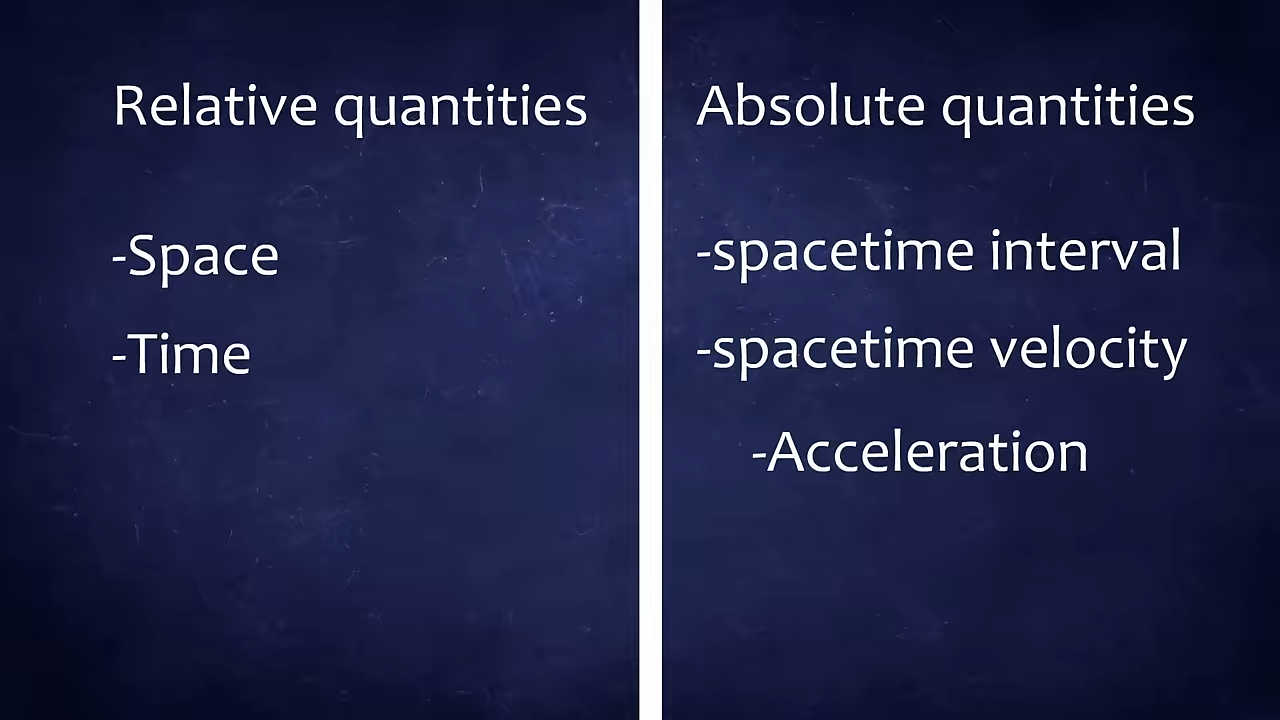 Relative quantities
-Space
-Time
Absolute quantities
-spacetime interval
-spacetime velocity
-Acceleration